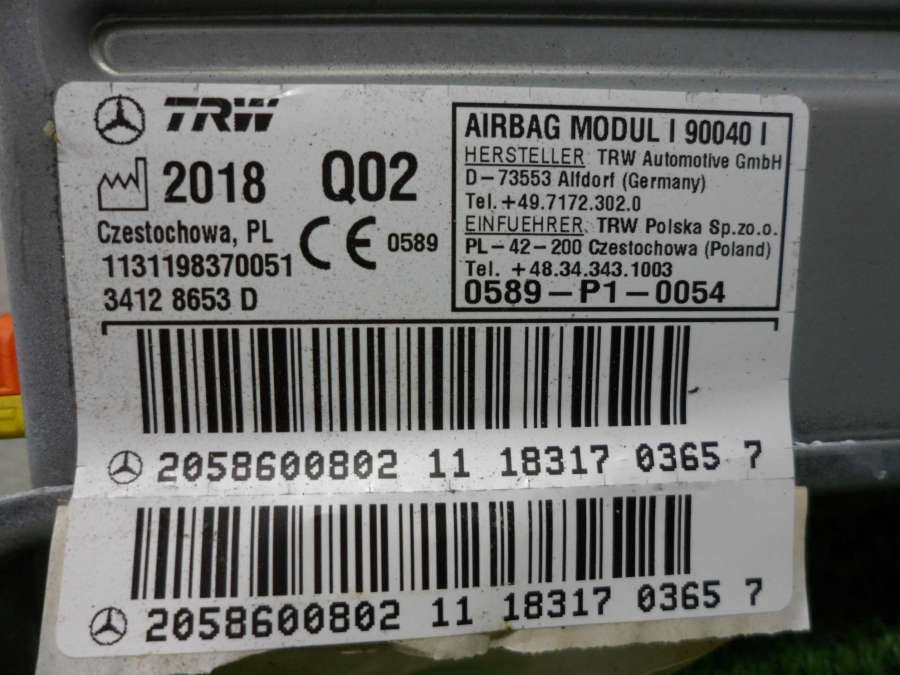 TRW
2018 Q02
Czestochowa, PL
CE 0589
1131198370051
34128653 D
AIRBAG MODUL I 90040 I
HERSTELLER: TRW Automotive GmbH
D-73553 Alfdorf (Germany)
Tel. +49.7172.302.0
EINFUEHRER: TRW Polska Sp.zo.o.
PL-42-200 Czestochowa (Poland)
Tel. +48.34.343.1003
0589-P1-0054
2058600802 11 18317 0365 7
2058600802 11 18317 0365 7